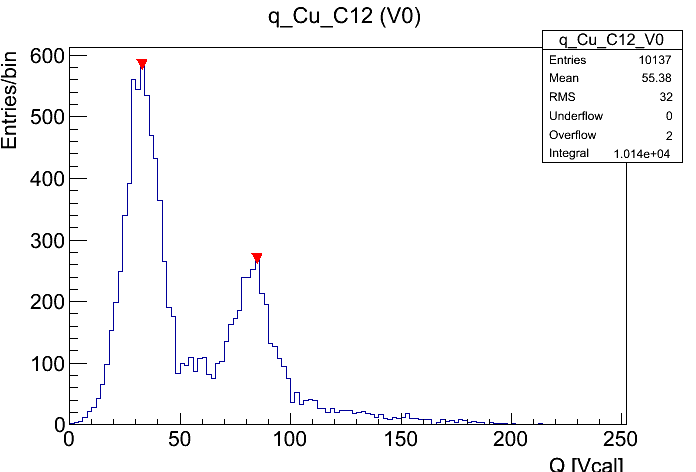 q_Cu_C12 (V0)
q_Cu_C12_V0
Entries 10137
Mean 55.38
RMS 32
Underflow 0
Overflow 2
Integral 1.014e+04
Entries/bin
600
500
400
300
200
100
0
0 50 100 150 200 250
Q [Vcal]